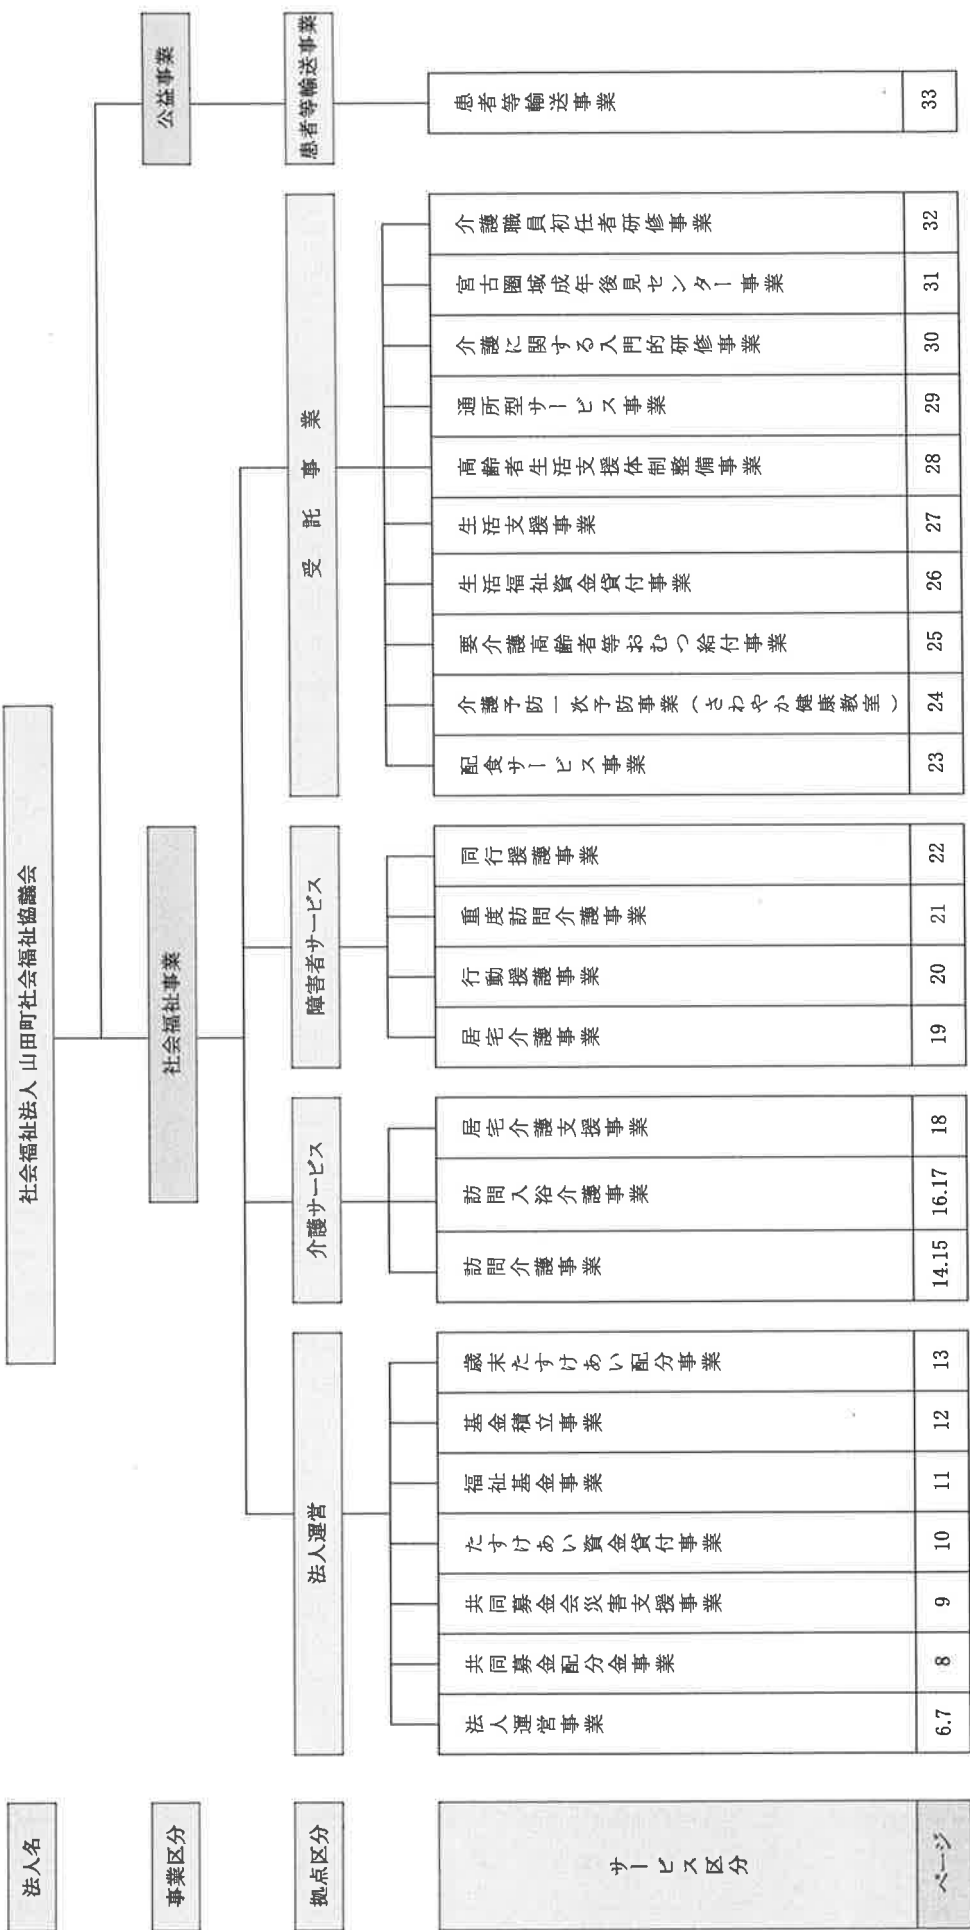 法人名
社会福祉法人 山田町社会福祉協議会
事業区分
社会福祉事業
公益事業
拠点区分
法人運営
介護サービス
障害者サービス
受託事業
患者等輸送事業
サービス区分
法人運営事業
共同募金配分金事業
共同募金会災害支援事業
たすけあい資金貸付事業
福祉基金事業
基金積立事業
歳末たすけあい配分事業
訪問介護事業
訪問入浴介護事業
居宅介護支援事業
居宅介護事業
行動援護事業
重度訪問介護事業
同行援護事業
配食サービス事業
介護予防一次予防事業(さわやか健康教室)
要介護高齢者等おむつ給付事業
生活福祉資金貸付事業
生活支援事業
高齢者生活支援体制整備事業
通所型サービス事業
介護に関する入門的研修事業
宮古圏域成年後見センター事業
介護職員初任者研修事業
患者等輸送事業
ページ
6.7
8
9
10
11
12
13
14.15
16.17
18
19
20
21
22
23
24
25
26
27
28
29
30
31
32
33